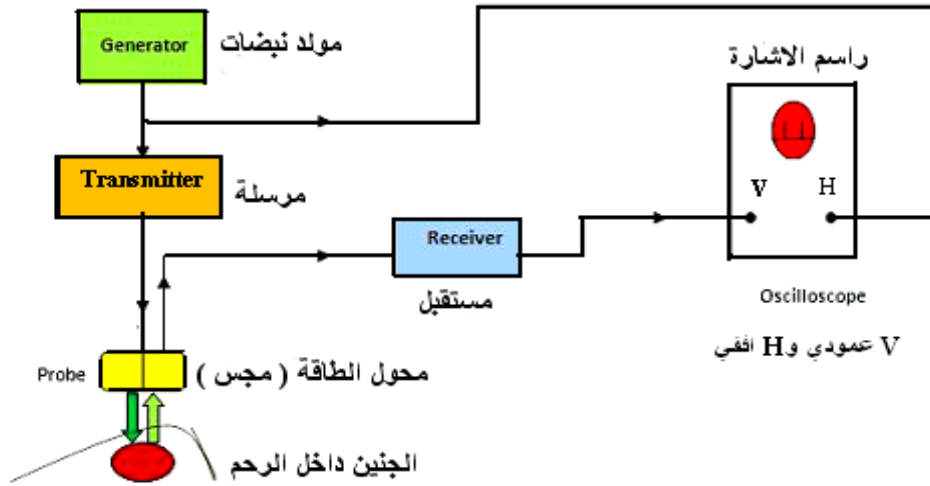 Generator
مولد نبضات
راسم الاشارة
Transmitter
مرسلة
V H
Receiver
مستقبل
Oscilloscope
V عمودي وH افقي
Probe
محول الطاقة ( مجس )
الجنين داخل الرحم